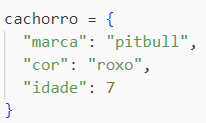 cachorro = {
  "marca": "pitbull",
  "cor": "roxo",
  "idade": 7
}